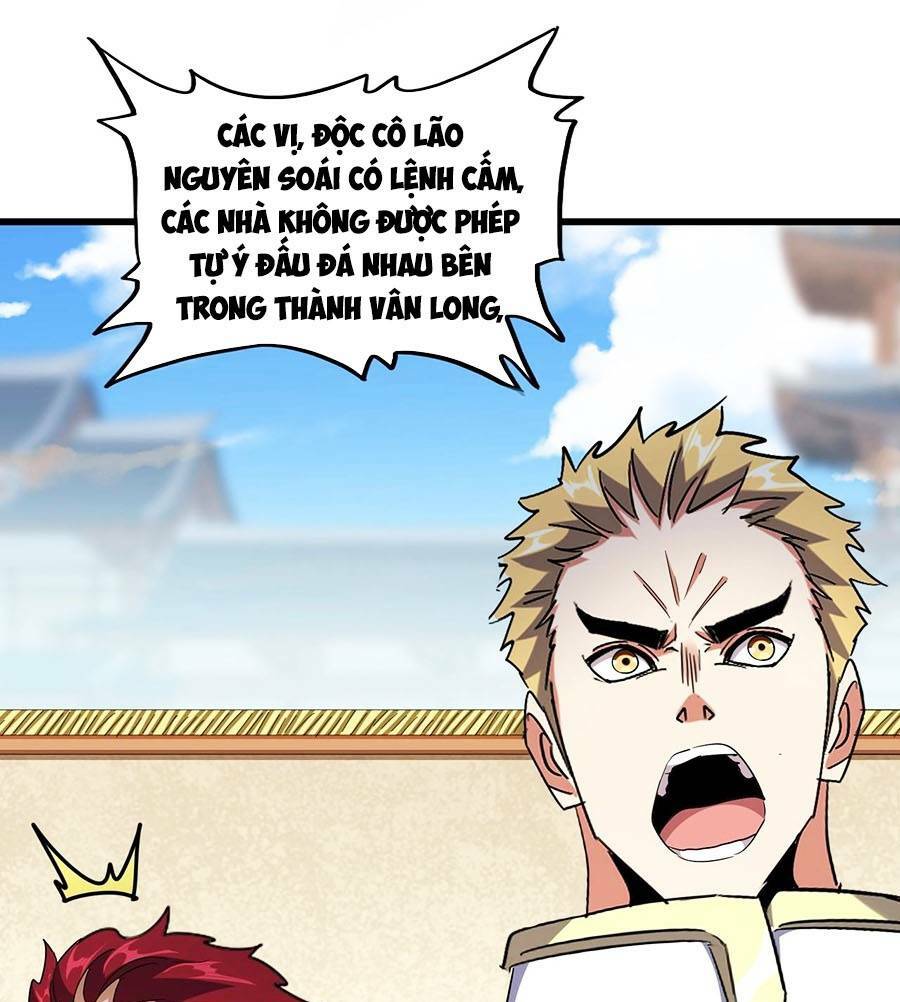 CÁC VỊ, ĐỘC CÔ LÃO
NGUYÊN SOÁI CÓ LỆNH CẤM,
CÁC NHÀ KHÔNG ĐƯỢC PHÉP
TỰ Ý ĐẤU ĐÁ NHAU BÊN
TRONG THÀNH VÂN LONG,